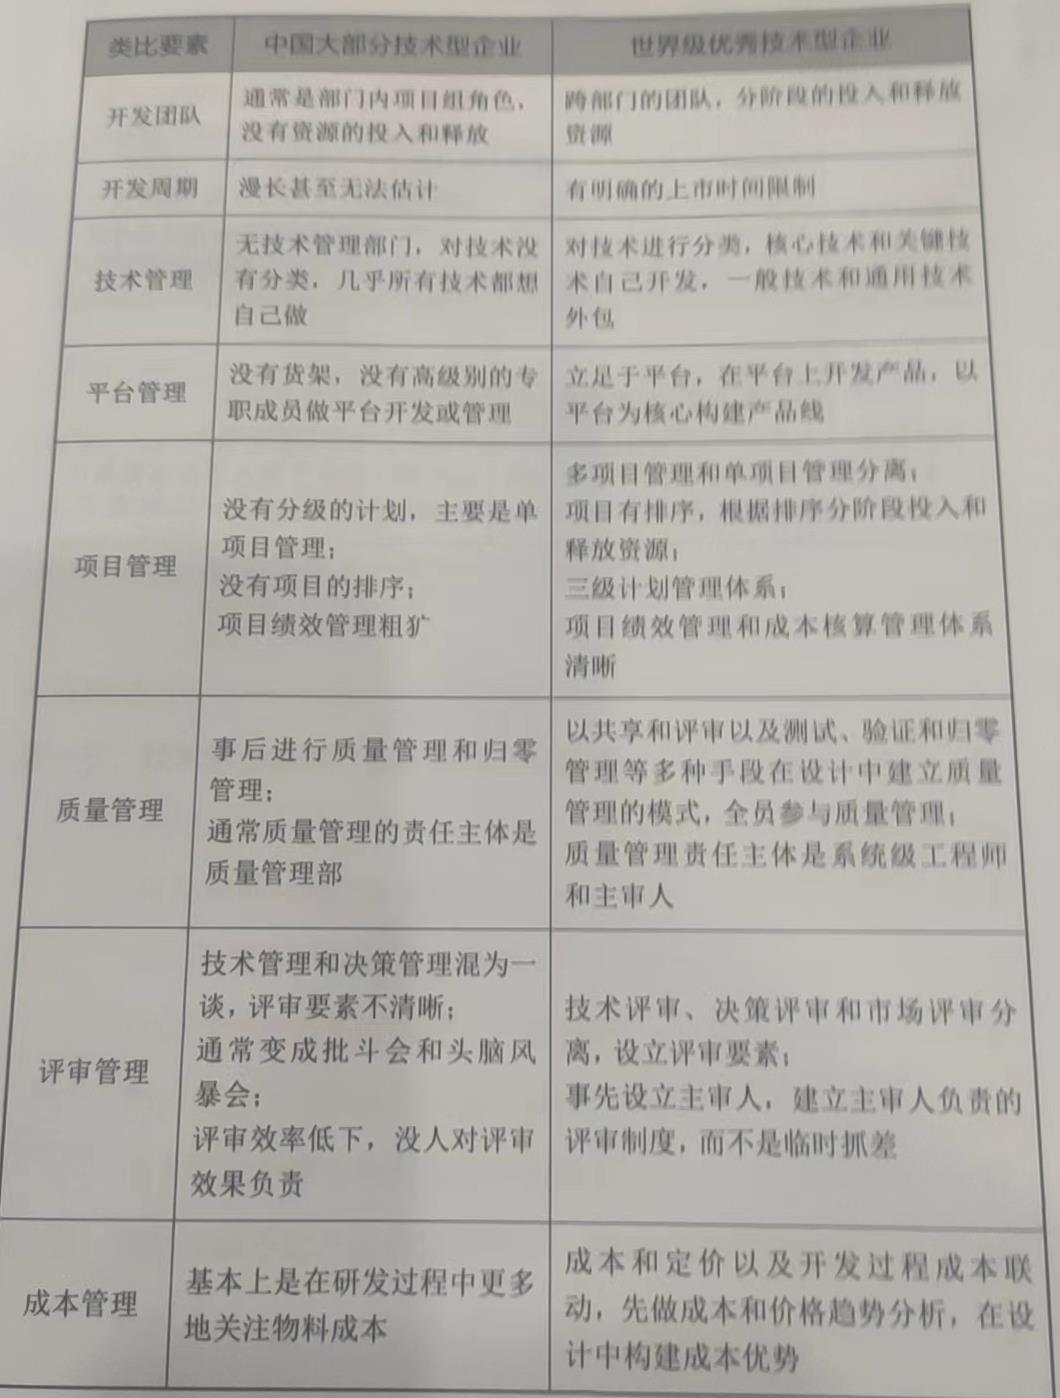 类比要素 中国大部分技术型企业 世界级优秀技术型企业
开发团队
通常是部门内项目组角色，
没有资源的投入和释放
跨部门的团队，分阶段的投入和释放
资源
开发周期
漫长甚至无法估计
有明确的上市时间限制
技术管理
无技术管理部门，对技术没
有分类，几乎所有技术都想
自己做
对技术进行分类，核心技术和关键技
术自己开发，一般技术和通用技术
外包
平台管理
没有货架，没有高级别的专
职成员做平台开发或管理
立足于平台，在平台上开发产品，以
平台为核心构建产品线
项目管理
没有分级的计划，主要是单
项目管理；
没有项目的排序；
项目绩效管理粗犷
多项目管理和单项目管理分离；
项目有排序，根据排序分阶段投入和
释放资源；
三级计划管理体系；
项目绩效管理和成本核算管理体系
清晰
质量管理
事后进行质量管理和归零
管理；
通常质量管理的责任主体是
质量管理部
以共享和评审以及测试、验证和归零
管理等多种手段在设计中建立质量
管理的模式，全员参与质量管理；
质量管理责任主体是系统级工程师
和主审人
评审管理
技术管理和决策管理混为一
谈，评审要素不清晰；
通常变成批斗会和头脑风
暴会；
评审效率低下，没人对评审
效果负责
技术评审、决策评审和市场评审分
离，设立评审要素；
事先设立主审人，建立主审人负责的
评审制度，而不是临时抓差
成本管理
基本上是在研发过程中更多
地关注物料成本
成本和定价以及开发过程成本联
动，先做成本和价格趋势分析，在设
计中构建成本优势